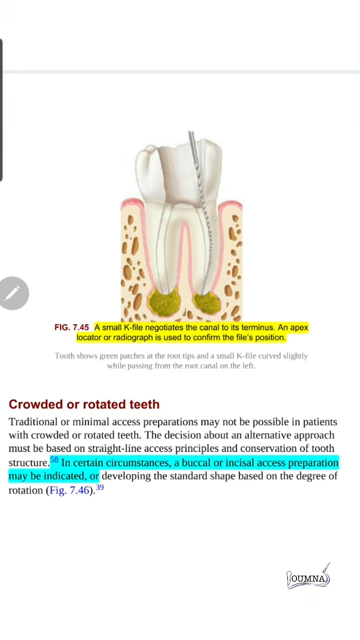 FIG. 7.45 A small K-file negotiates the canal to its terminus. An apex
locator or radiograph is used to confirm the file's position.
Tooth shows green patches at the root tips and a small K-file curved slightly
while passing from the root canal on the left.
Crowded or rotated teeth
Traditional or minimal access preparations may not be possible in patients
with crowded or rotated teeth. The decision about an alternative approach
must be based on straight-line access principles and conservation of tooth
structure.58 In certain circumstances, a buccal or incisal access preparation
may be indicated, or developing the standard shape based on the degree of
rotation (Fig. 7.46).39
OUMNA